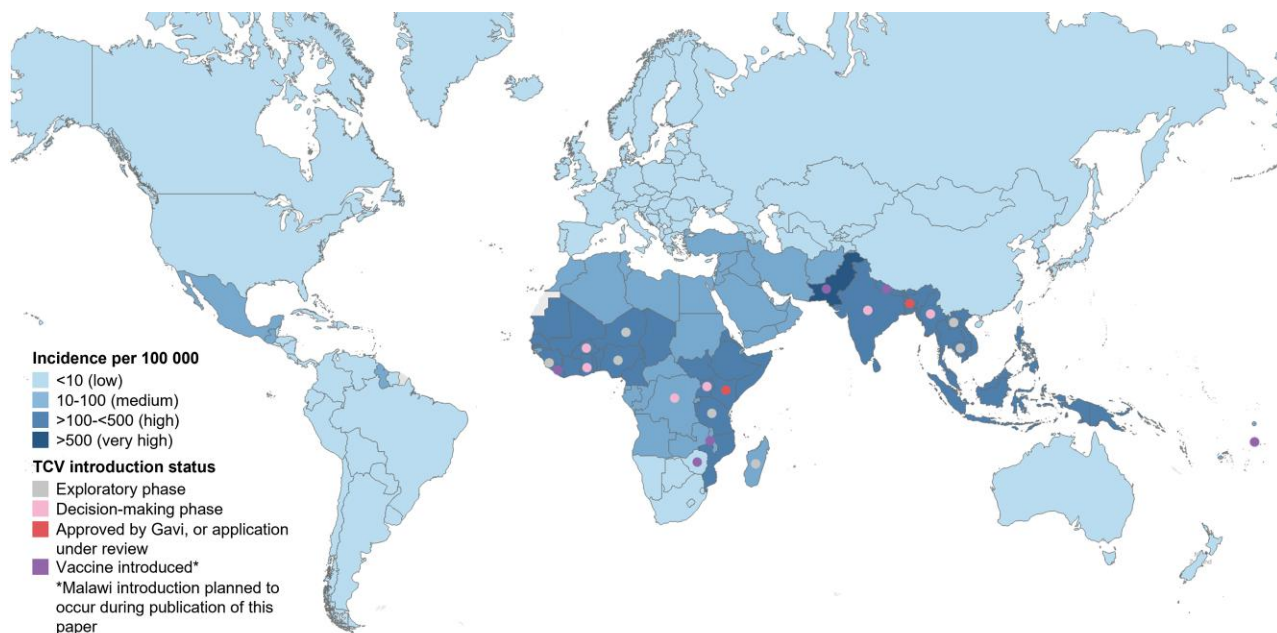 Incidence per 100 000
<10 (low)
10-100 (medium)
>100-<500 (high)
>500 (very high)
TCV introduction status
Exploratory phase
Decision-making phase
Approved by Gavi, or application
under review
Vaccine introduced*
*Malawi introduction planned to
occur during publication of this
paper